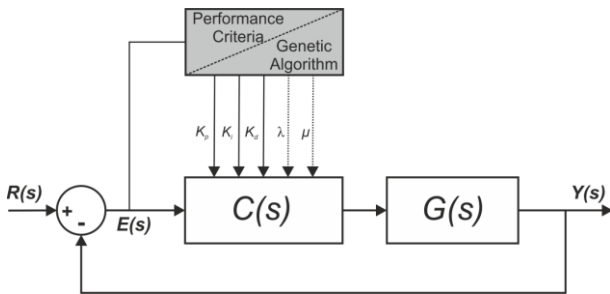 Performance
Criteria
Genetic
Algorithm
Kp Ki Kd λ μ
R(s) + - E(s) C(s) G(s) Y(s)